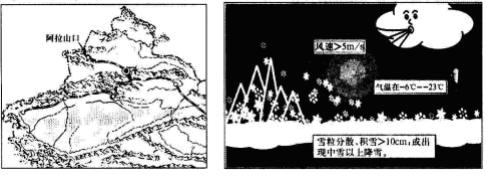 阿拉山口
风速>5m/s
气温在-6℃--23℃
雪粒分散、积雪>10cm,或出
现中雪以上降雪。